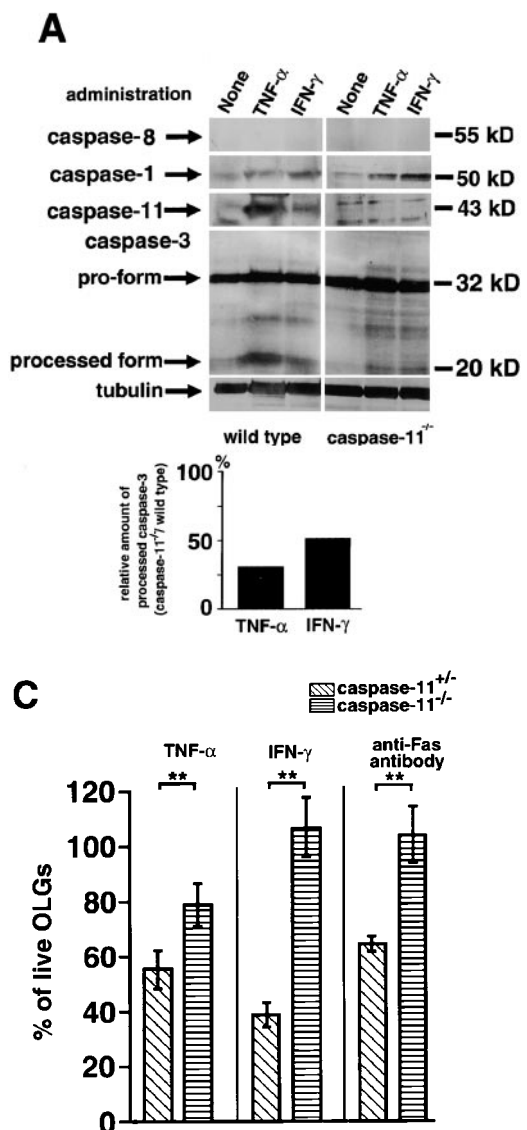 A
administration None TNF-α IFN-γ None TNF-α IFN-γ
caspase-8 55 kD
caspase-1 50 kD
caspase-11 43 kD
caspase-3
pro-form 32 kD
processed form 20 kD
tubulin
wild type caspase-11-/-
%
100
50
0
relative amount of
processed caspase-3
(caspase-11-/-/ wild type)
TNF-α IFN-γ
C
caspase-11+/-
caspase-11-/-
TNF-α IFN-γ anti-Fas
antibody
** ** **
120
100
80
60
40
20
0
% of live OLGs